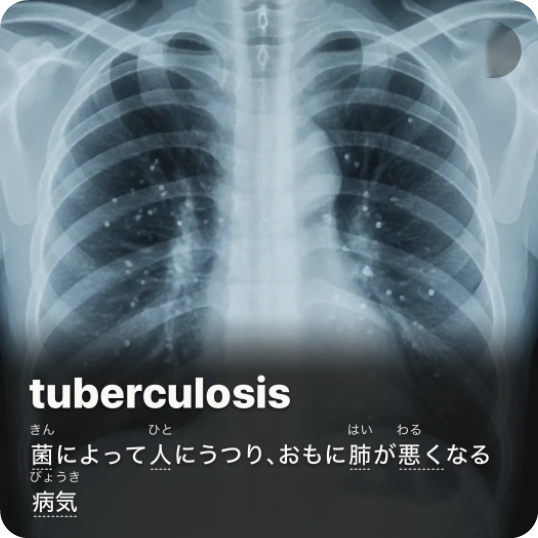 tuberculosis
きん ひと はい わる
菌によって人にうつり、おもに肺が悪くなる
びょうき
病気